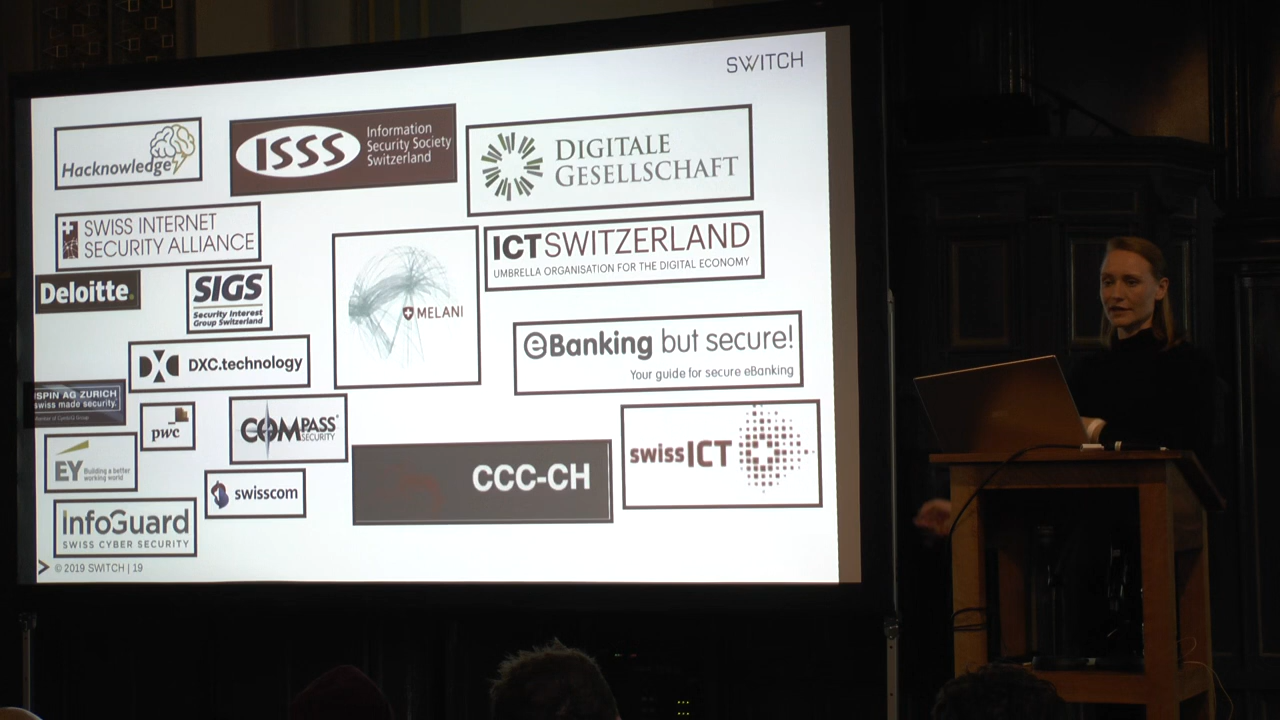 SWITCH
Hacknowledge
ISSS
Information
Security Society
Switzerland
DIGITALE
GESELLSCHAFT
SWISS INTERNET
SECURITY ALLIANCE
ICTSWITZERLAND
UMBRELLA ORGANISATION FOR THE DIGITAL ECONOMY
Deloitte.
SIGS
Security Interest
Group Switzerland
MELANI
eBanking but secure!
Your guide for secure eBanking
DXC.technology
ISPIN AG ZURICH
swiss made security.
pwc
COMPASS
SECURITY
swissICT
EY
Building a better
working world
swisscom
CCC-CH
InfoGuard
SWISS CYBER SECURITY
© 2019 SWITCH | 19